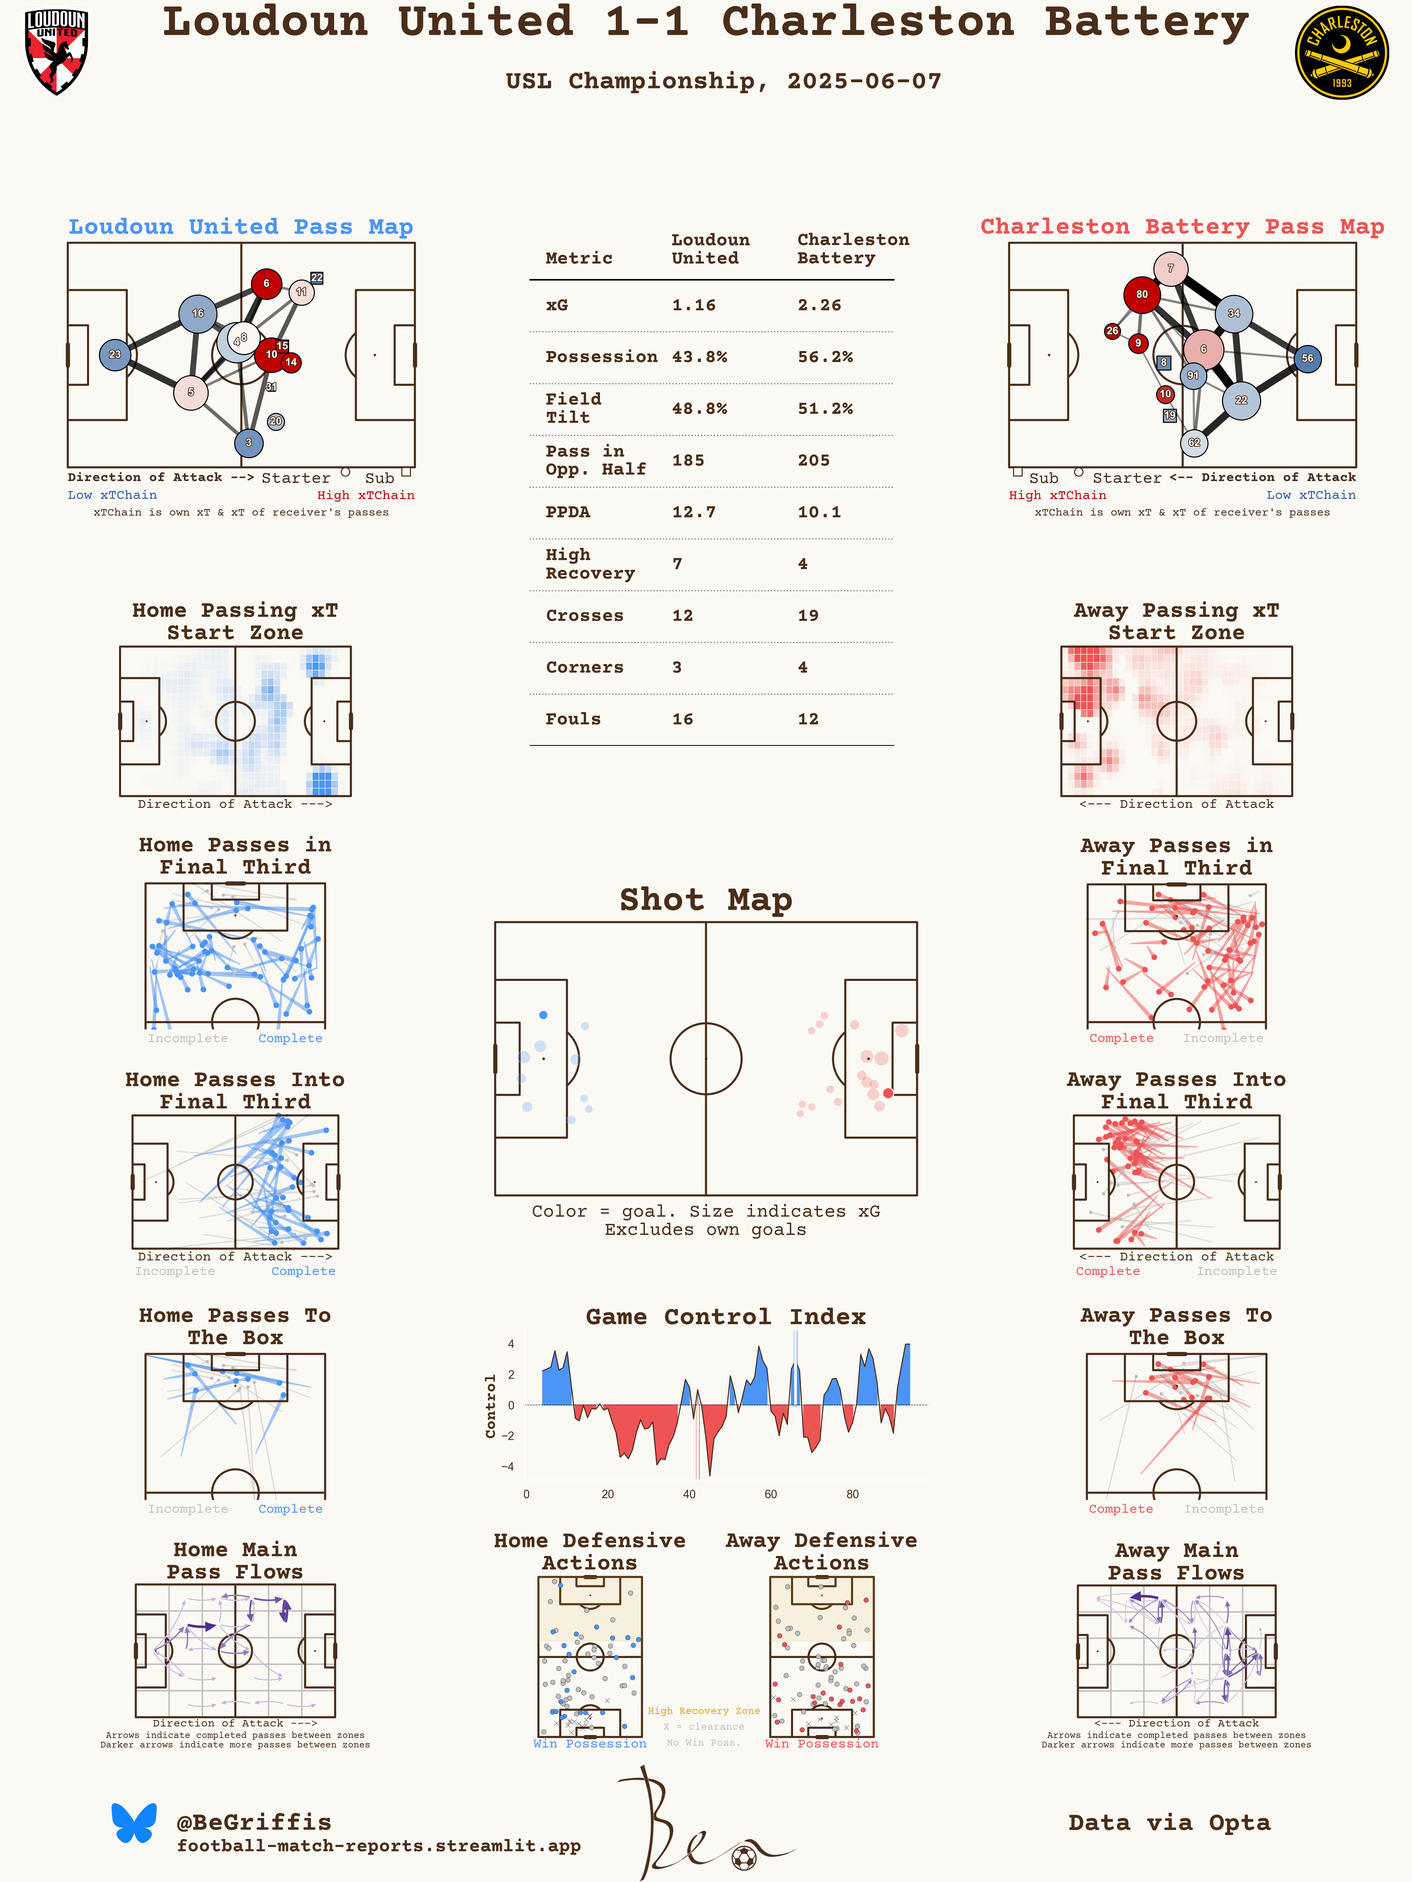 Loudoun United 1-1 Charleston Battery
USL Championship, 2025-06-07
LOUDOUN
UNITED
CHARLESTON
1993
Loudoun United Pass Map
6
22
11
16
4
8
23
10
15
14
5
31
20
3
Direction of Attack --> Starter Sub
Low xTChain High xTChain
xTChain is own xT & xT of receiver's passes
Metric Loudoun United Charleston Battery
xG 1.16 2.26
Possession 43.8% 56.2%
Field Tilt 48.8% 51.2%
Pass in Opp. Half 185 205
PPDA 12.7 10.1
High Recovery 7 4
Crosses 12 19
Corners 3 4
Fouls 16 12
Charleston Battery Pass Map
7
80
34
26
9
6
8
56
91
10
22
19
62
Sub Starter <-- Direction of Attack
High xTChain Low xTChain
xTChain is own xT & xT of receiver's passes
Home Passing xT
Start Zone
Direction of Attack --->
Away Passing xT
Start Zone
<--- Direction of Attack
Home Passes in
Final Third
Incomplete Complete
Shot Map
Color = goal. Size indicates xG
Excludes own goals
Away Passes in
Final Third
Complete Incomplete
Home Passes Into
Final Third
Direction of Attack --->
Incomplete Complete
Away Passes Into
Final Third
<--- Direction of Attack
Complete Incomplete
Home Passes To
The Box
Incomplete Complete
Game Control Index
Control
4
2
0
−2
−4
0 20 40 60 80
Away Passes To
The Box
Complete Incomplete
Home Main
Pass Flows
Direction of Attack --->
Arrows indicate completed passes between zones
Darker arrows indicate more passes between zones
Home Defensive
Actions
Win Possession
High Recovery Zone
X = clearance
No Win Poss.
Away Defensive
Actions
Win Possession
Away Main
Pass Flows
<--- Direction of Attack
Arrows indicate completed passes between zones
Darker arrows indicate more passes between zones
@BeGriffis
football-match-reports.streamlit.app
Ben
Data via Opta